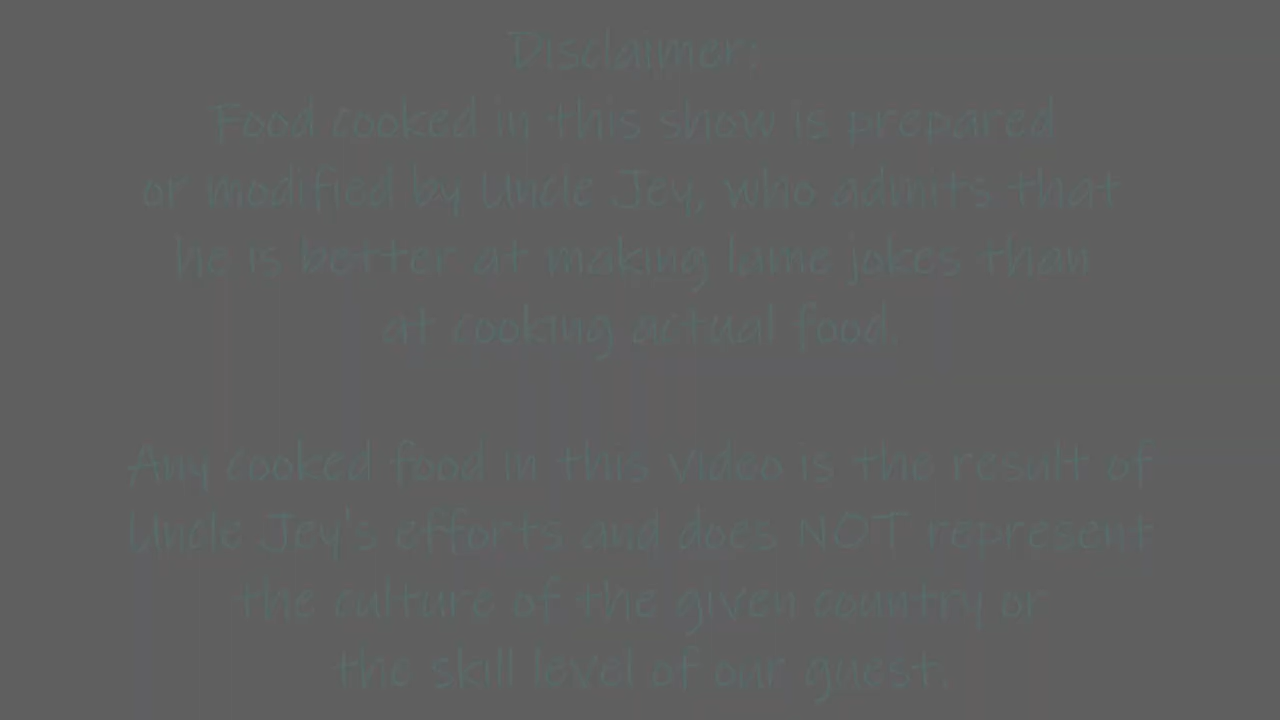 Disclaimer:
Food cooked in this show is prepared
or modified by Uncle Jey, who admits that
he is better at making lame jokes than
at cooking actual food.
Any cooked food in this video is the result of
Uncle Jey's efforts and does NOT represent
the culture of the given country or
the skill level of our guest.